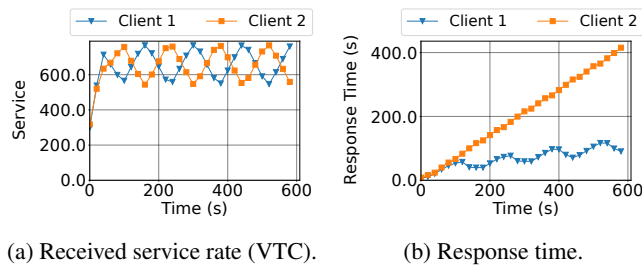 Client 1 Client 2
Service
600.0
400.0
200.0
0.0
0 200 400 600
Time (s)
(a) Received service rate (VTC).
Client 1 Client 2
Response Time (s)
400.0
200.0
0.0
0 200 400 600
Time (s)
(b) Response time.